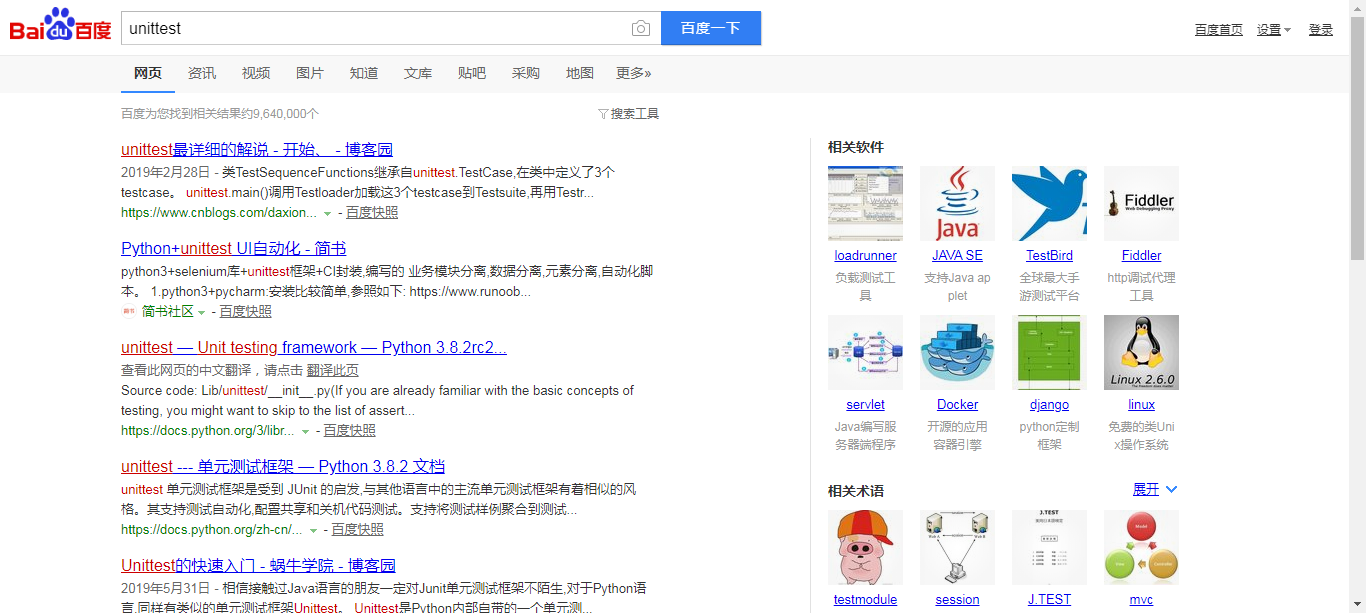 Bai du 百度
unittest
百度一下
百度首页 设置 登录
网页 资讯 视频 图片 知道 文库 贴吧 采购 地图 更多»
百度为您找到相关结果约9,640,000个
搜索工具
unittest最详细的解说 - 开始、 - 博客园
2019年2月28日 - 类TestSequenceFunctions继承自unittest.TestCase,在类中定义了3个
testcase。 unittest.main()调用Testloader加载这3个testcase到Testsuite,再用Testr...
https://www.cnblogs.com/daxion... - 百度快照
Python+unittest UI自动化 - 简书
python3+selenium库+unittest框架+CI封装,编写的 业务模块分离,数据分离,元素分离,自动化脚
本。 1.python3+pycharm:安装比较简单,参照如下: https://www.runoob...
简书 简书社区 - 百度快照
unittest — Unit testing framework — Python 3.8.2rc2...
查看此网页的中文翻译，请点击 翻译此页
Source code: Lib/unittest/__init__.py(If you are already familiar with the basic concepts of
testing, you might want to skip to the list of assert...
https://docs.python.org/3/libr... - 百度快照
unittest --- 单元测试框架 — Python 3.8.2 文档
unittest 单元测试框架是受到 JUnit 的启发,与其他语言中的主流单元测试框架有着相似的风
格。其支持测试自动化,配置共享和关机代码测试。支持将测试样例聚合到测试...
https://docs.python.org/zh-cn/... - 百度快照
Unittest的快速入门 - 蜗牛学院 - 博客园
2019年5月31日 - 相信接触过Java语言的朋友一定对Junit单元测试框架不陌生,对于Python语
言,同样有类似的单元测试框架Unittest。 Unittest是Python内部自带的一个单元测...
相关软件
Java
Fiddler
Web Debugging Proxy
loadrunner JAVA SE TestBird Fiddler
负载测试工 支持Java ap 全球最大手 http调试代理
具 plet 游测试平台 工具
Linux 2.6.0
servlet Docker django linux
Java编写服 开源的应用 python定制 免费的类Uni
务器端程序 容器引擎 框架 x操作系统
相关术语 展开
Web A
Web B
J.TEST
Model
View
Controller
testmodule session J.TEST mvc